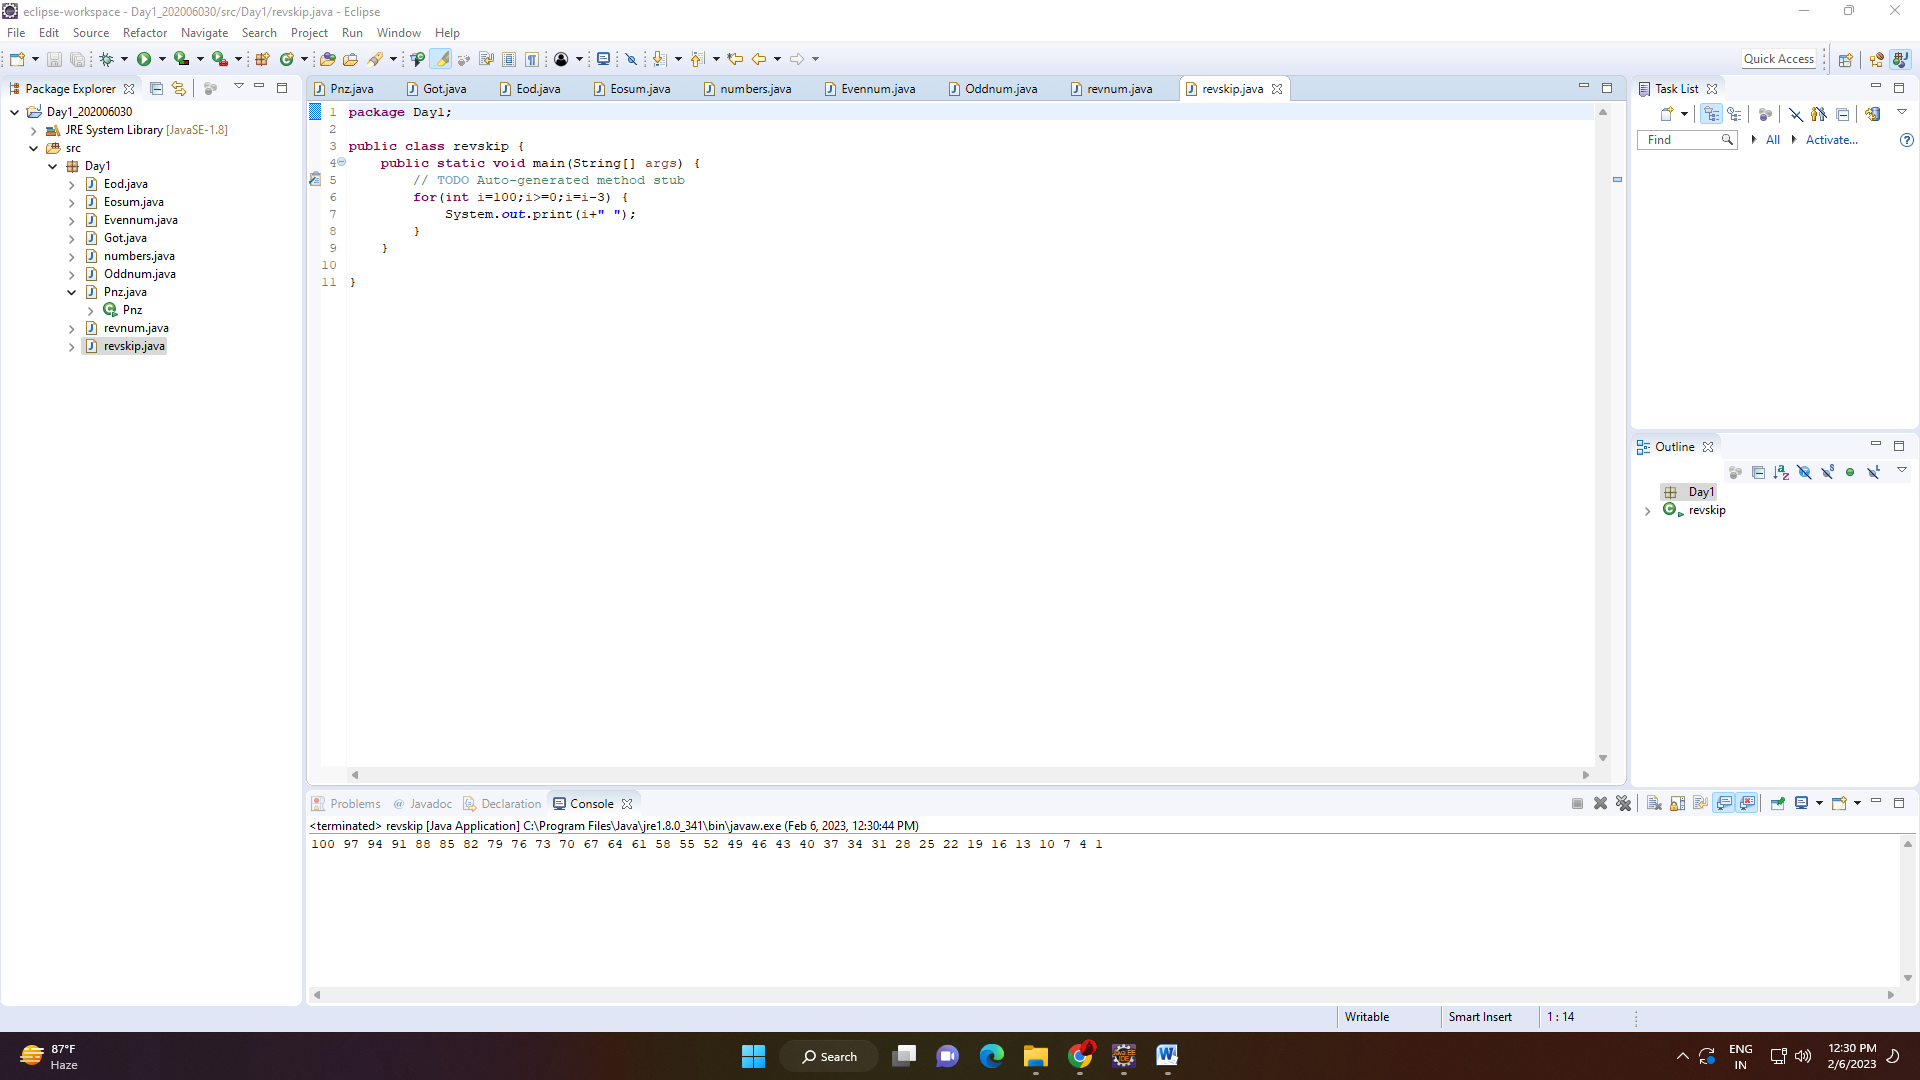 eclipse-workspace - Day1_202006030/src/Day1/revskip.java - Eclipse
File Edit Source Refactor Navigate Search Project Run Window Help
Quick Access
Package Explorer
Day1_202006030
JRE System Library [JavaSE-1.8]
src
Day1
Eod.java
Eosum.java
Evennum.java
Got.java
numbers.java
Oddnum.java
Pnz.java
Pnz
revnum.java
revskip.java
Pnz.java Got.java Eod.java Eosum.java numbers.java Evennum.java Oddnum.java revnum.java revskip.java
1 package Day1;
2
3 public class revskip {
4 public static void main(String[] args) {
5 // TODO Auto-generated method stub
6 for(int i=100;i>=0;i=i-3) {
7 System.out.print(i+" ");
8 }
9 }
10
11 }
Task List
Find All Activate...
Outline
Day1
revskip
Problems @ Javadoc Declaration Console
<terminated> revskip [Java Application] C:\Program Files\Java\jre1.8.0_341\bin\javaw.exe (Feb 6, 2023, 12:30:44 PM)
100 97 94 91 88 85 82 79 76 73 70 67 64 61 58 55 52 49 46 43 40 37 34 31 28 25 22 19 16 13 10 7 4 1
Writable Smart Insert 1 : 14
87°F
Haze
Search
ENG
IN
12:30 PM
2/6/2023